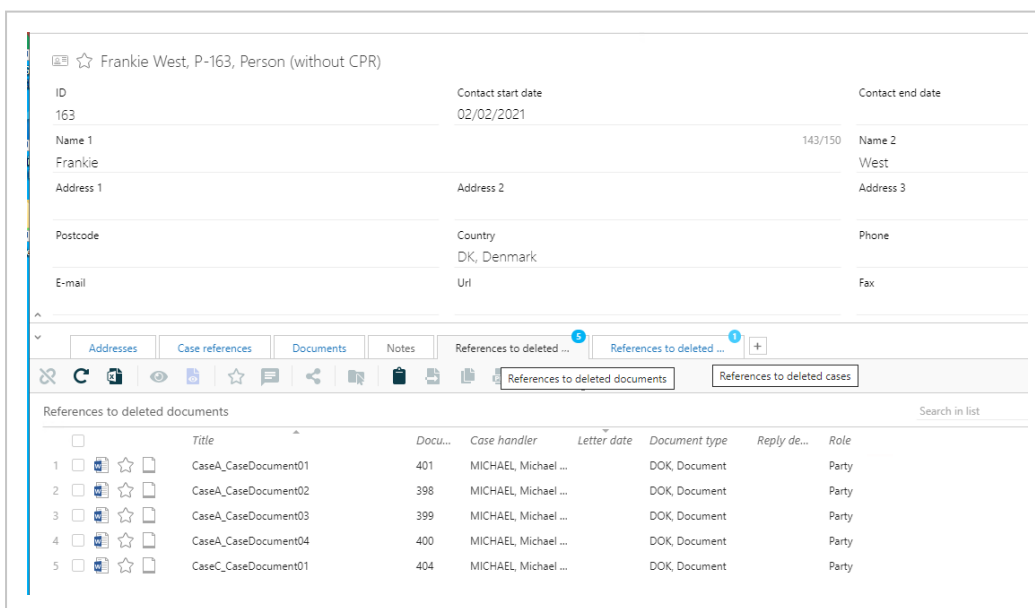 Frankie West, P-163, Person (without CPR)
ID Contact start date Contact end date
163 02/02/2021
Name 1 143/150 Name 2
Frankie West
Address 1 Address 2 Address 3
Postcode Country Phone
DK, Denmark
E-mail Url Fax
5 1
Addresses Case references Documents Notes References to deleted ... References to deleted ... +
References to deleted documents References to deleted cases
References to deleted documents Search in list
Title Docu... Case handler Letter date Document type Reply de... Role
1 CaseA_CaseDocument01 401 MICHAEL, Michael ... DOK, Document Party
2 CaseA_CaseDocument02 398 MICHAEL, Michael ... DOK, Document Party
3 CaseA_CaseDocument03 399 MICHAEL, Michael ... DOK, Document Party
4 CaseA_CaseDocument04 400 MICHAEL, Michael ... DOK, Document Party
5 CaseC_CaseDocument01 404 MICHAEL, Michael ... DOK, Document Party